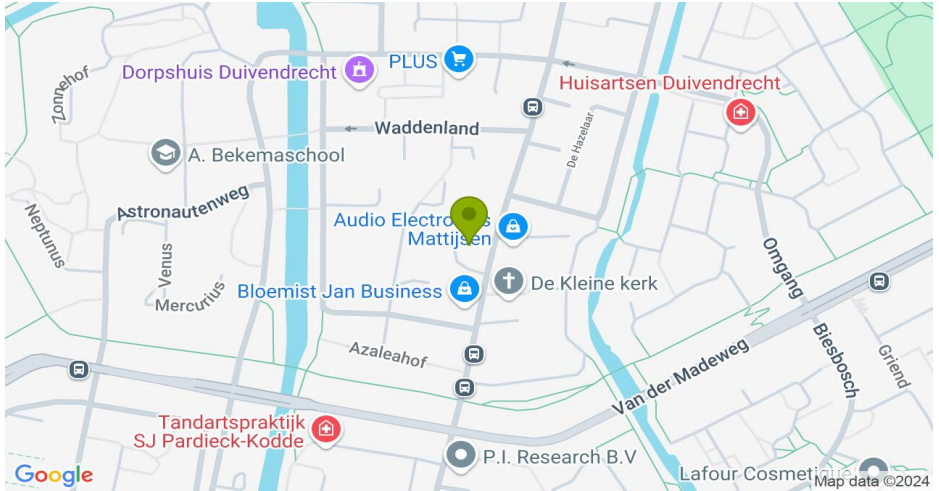 Zonnehof
Dorpshuis Duivendrecht
PLUS
Huisartsen Duivendrecht
Waddenland
De Hazelaar
A. Bekemaschool
Astronautenweg
Neptunus
Venus
Mercurius
Audio
Mattijsen
Omgang
De Kleine kerk
Bloemist Jan Business
Azaleahof
Van der Madeweg
Biesbosch
Griend
Tandartspraktijk
SJ Pardieck-Kodde
P.I. Research B.V
Lafour
Google
Map data ©2024